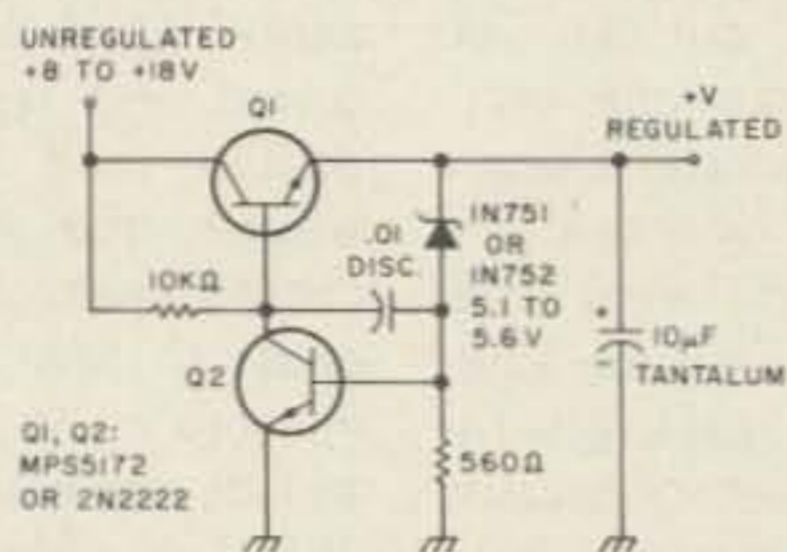 UNREGULATED
+8 TO +18V
Q1
+V
REGULATED
.01
DISC
1N751
OR
1N752
5.1 TO
5.6 V
10KΩ
+
10µF
–
TANTALUM
Q2
Q1, Q2:
MPS5172
OR 2N2222
560Ω